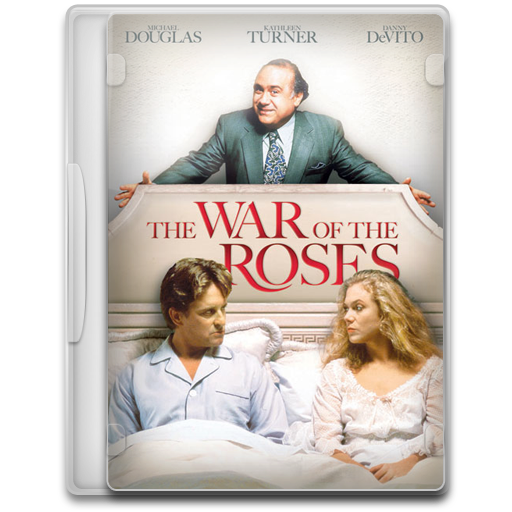 MICHAEL DOUGLAS
KATHLEEN TURNER
DANNY DeVITO
THE WAR OF THE
ROSES